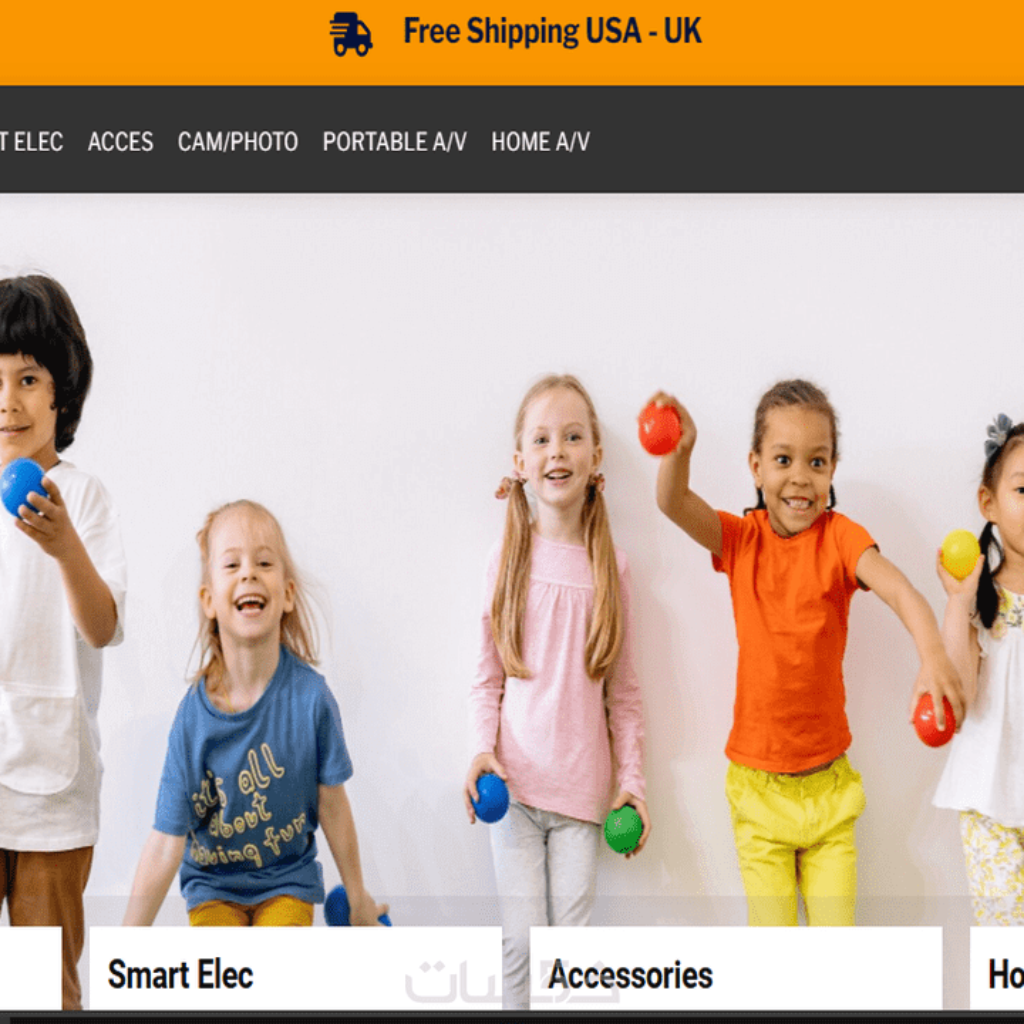 Free Shipping USA - UK
T ELEC ACCES CAM/PHOTO PORTABLE A/V HOME A/V
it's all
about
having fun
Smart Elec
Accessories
Ho
خمسات